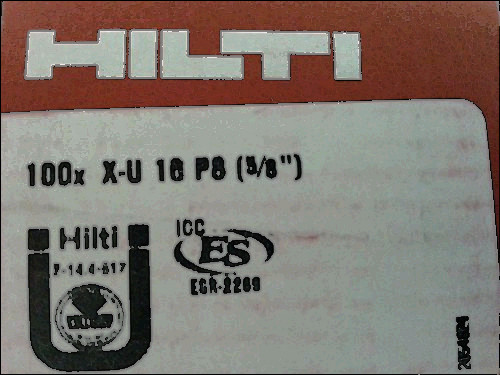 HILTI
100x X-U 16 P8 (5/8")
Hilti
ICC
ES
ESR-2269